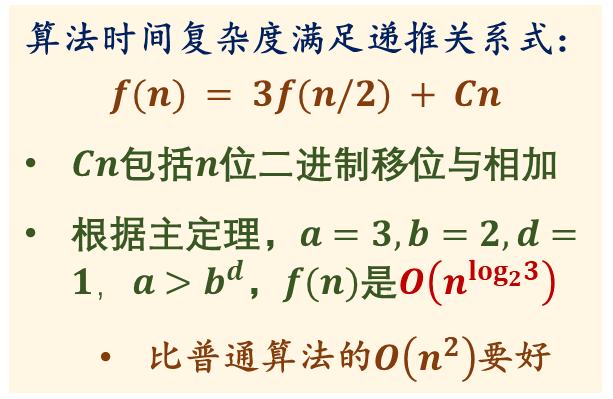 算法时间复杂度满足递推关系式：
f(n) = 3f(n/2) + Cn
• Cn包括n位二进制移位与相加
• 根据主定理，a = 3, b = 2, d =
1, a > b^d，f(n)是O(n^{log₂3})
• 比普通算法的O(n²)要好